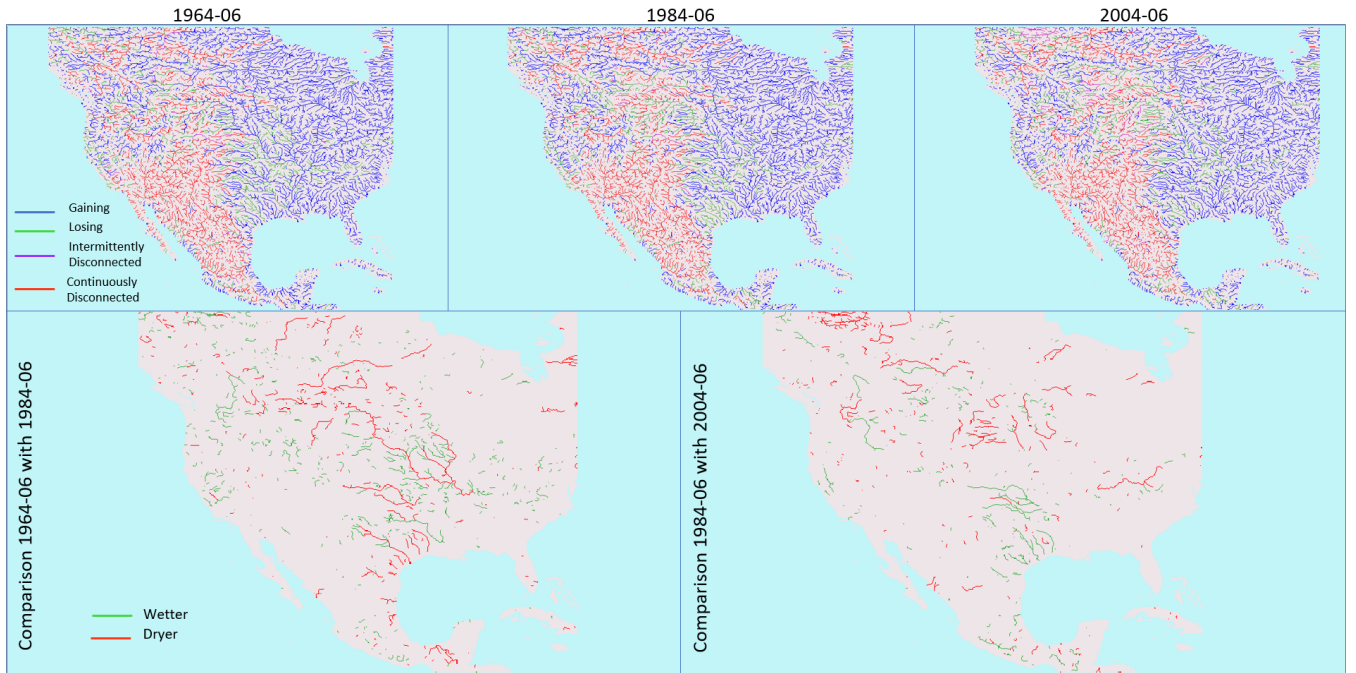 1964-06
1984-06
2004-06
Gaining
Losing
Intermittently
Disconnected
Continuously
Disconnected
Comparison 1964-06 with 1984-06
Wetter
Dryer
Comparison 1984-06 with 2004-06